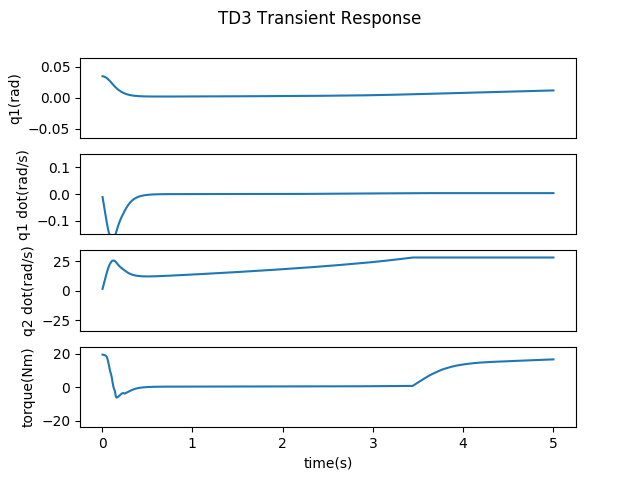 TD3 Transient Response
q1(rad)
0.05
0.00
−0.05
q1 dot(rad/s)
0.1
0.0
−0.1
q2 dot(rad/s)
25
0
−25
torque(Nm)
20
0
−20
0 1 2 3 4 5
time(s)